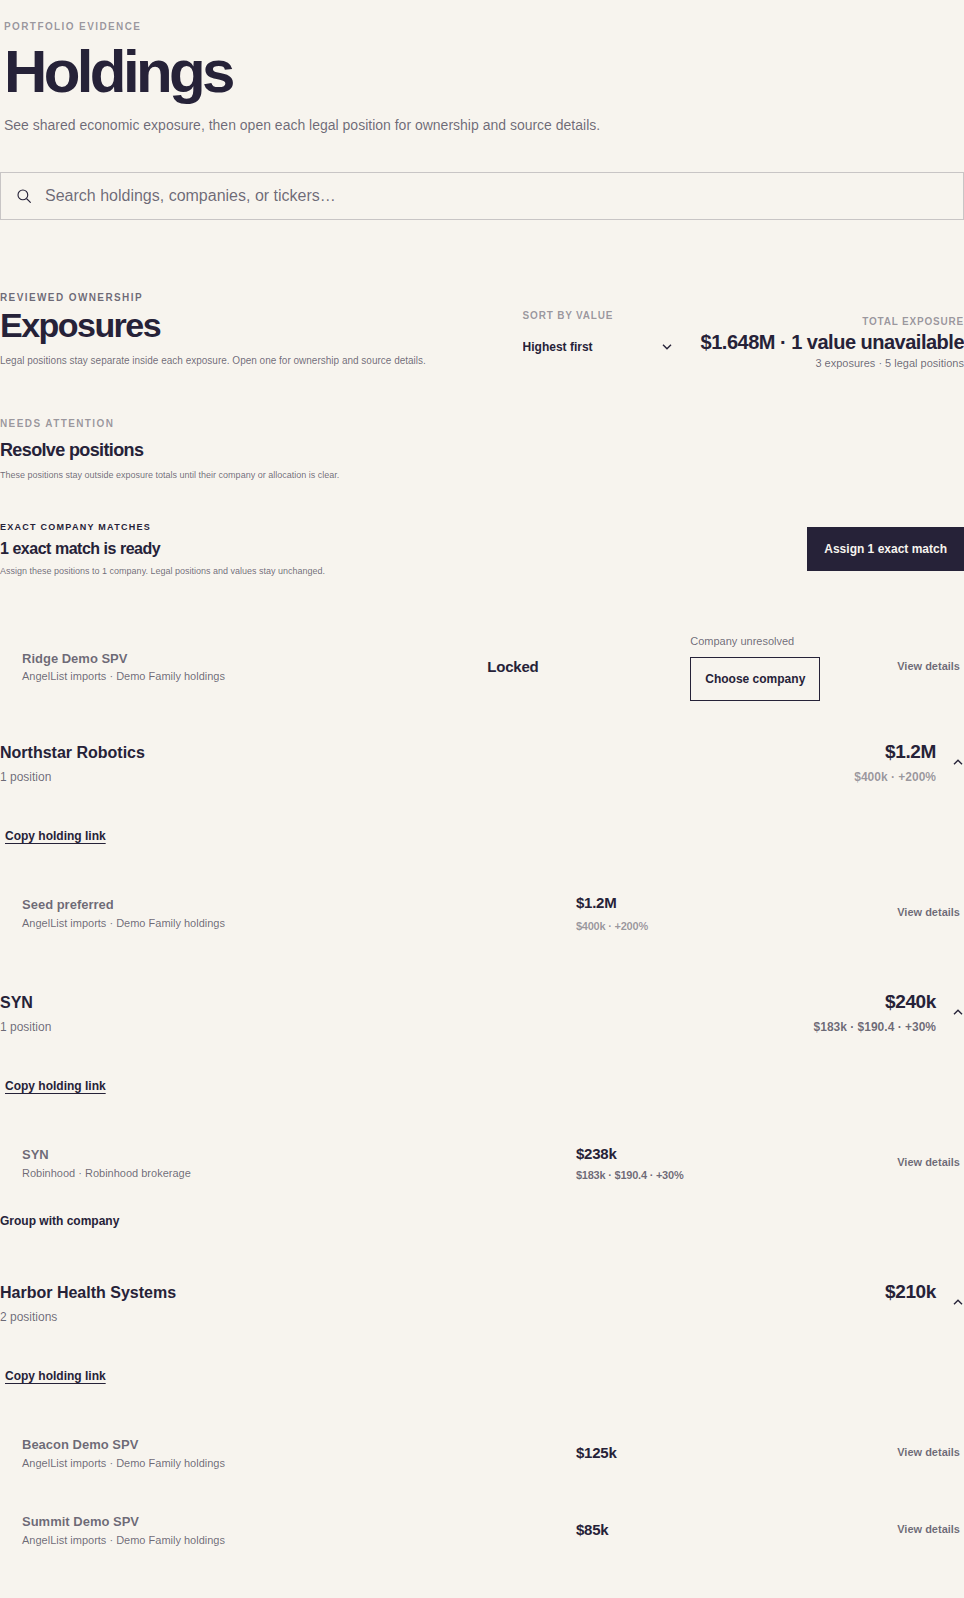 PORTFOLIO EVIDENCE
Holdings
See shared economic exposure, then open each legal position for ownership and source details.
Search holdings, companies, or tickers…
REVIEWED OWNERSHIP
Exposures
Legal positions stay separate inside each exposure. Open one for ownership and source details.
SORT BY VALUE
Highest first
TOTAL EXPOSURE
$1.648M · 1 value unavailable
3 exposures · 5 legal positions
NEEDS ATTENTION
Resolve positions
These positions stay outside exposure totals until their company or allocation is clear.
EXACT COMPANY MATCHES
1 exact match is ready
Assign these positions to 1 company. Legal positions and values stay unchanged.
Assign 1 exact match
Ridge Demo SPV
AngelList imports · Demo Family holdings
Locked
Company unresolved
Choose company
View details
Northstar Robotics
1 position
$1.2M
$400k · +200%
Copy holding link
Seed preferred
AngelList imports · Demo Family holdings
$1.2M
$400k · +200%
View details
SYN
1 position
$240k
$183k · $190.4 · +30%
Copy holding link
SYN
Robinhood · Robinhood brokerage
$238k
$183k · $190.4 · +30%
View details
Group with company
Harbor Health Systems
2 positions
$210k
Copy holding link
Beacon Demo SPV
AngelList imports · Demo Family holdings
$125k
View details
Summit Demo SPV
AngelList imports · Demo Family holdings
$85k
View details